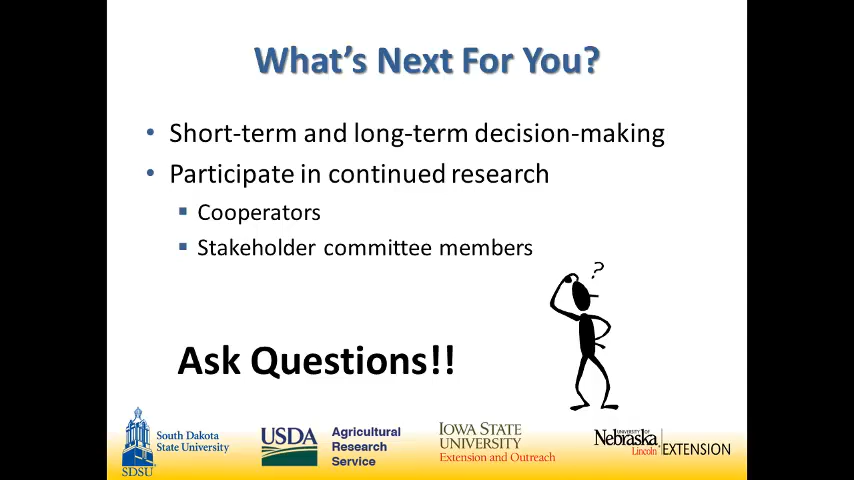 What's Next For You?
• Short-term and long-term decision-making
• Participate in continued research
▪ Cooperators
▪ Stakeholder committee members
?
Ask Questions!!
South Dakota
State University
SDSU
USDA
Agricultural
Research
Service
IOWA STATE
UNIVERSITY
Extension and Outreach
UNIVERSITY OF
Nebraska
Lincoln
EXTENSION